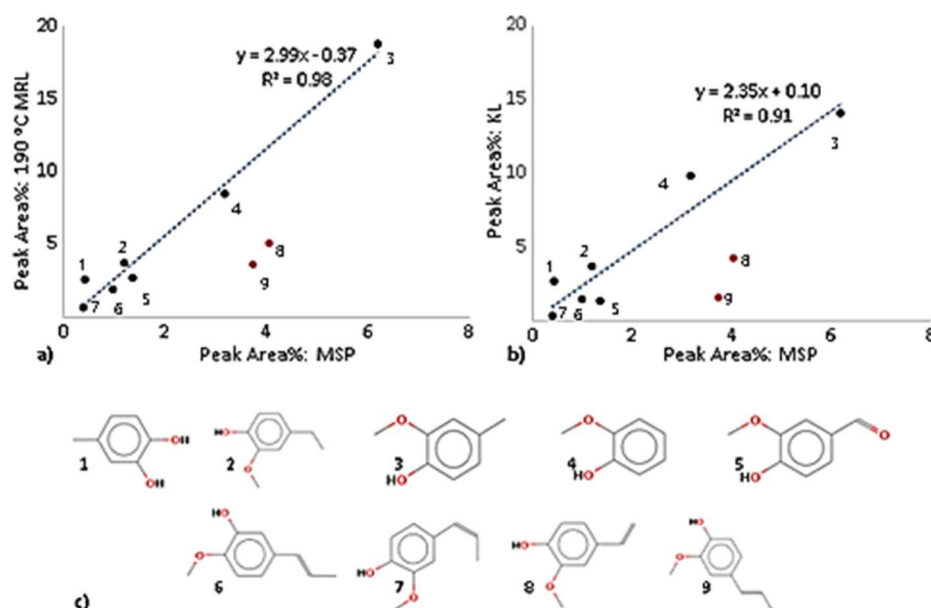 20
15
10
5
0
2
4
6
8
Peak Area%: 190 °C MRL
y = 2.99x - 0.37
R² = 0.98
3
4
2
1
5
6
7
8
9
a)
Peak Area%: MSP
20
15
10
5
0
0
2
4
6
8
Peak Area%: KL
y = 2.35x + 0.10
R² = 0.91
3
4
2
1
5
6
7
8
9
b)
Peak Area%: MSP
OH
OH
1
HO
O
2
O
HO
3
O
HO
4
O
HO
O
5
HO
O
6
HO
O
7
HO
O
8
HO
O
9
c)